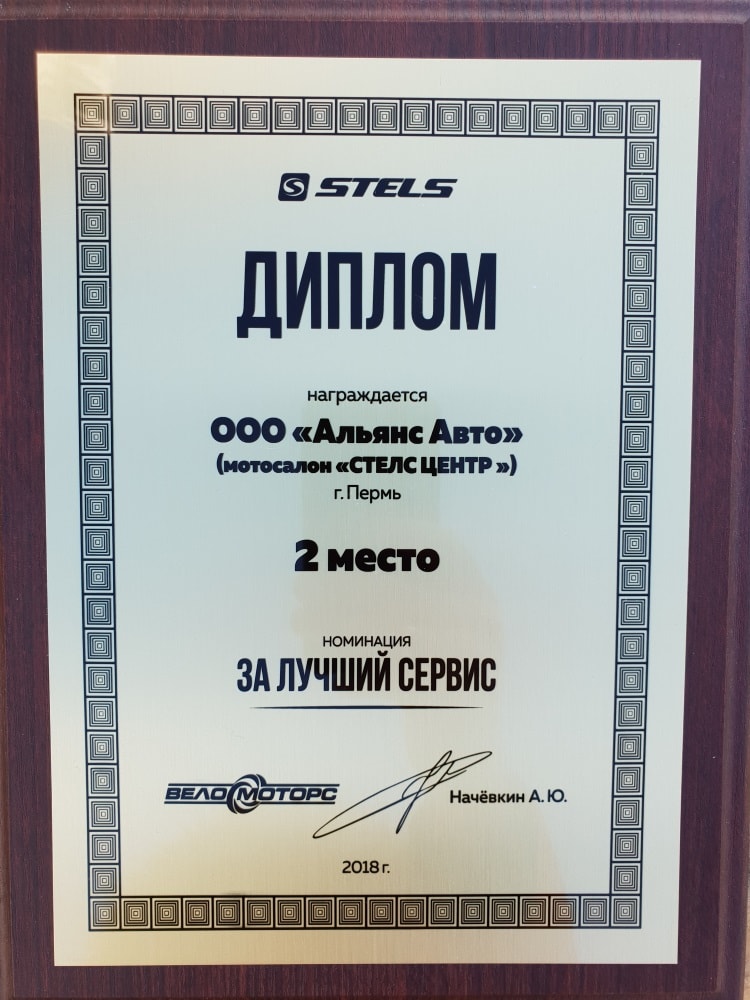 STELS
ДИПЛОМ
награждается
ООО «Альянс Авто»
(мотосалон «СТЕЛС ЦЕНТР »)
г. Пермь
2 место
НОМИНАЦИЯ
ЗА ЛУЧШИЙ СЕРВИС
ВЕЛОМОТОРС
Начёвкин А. Ю.
2018 г.